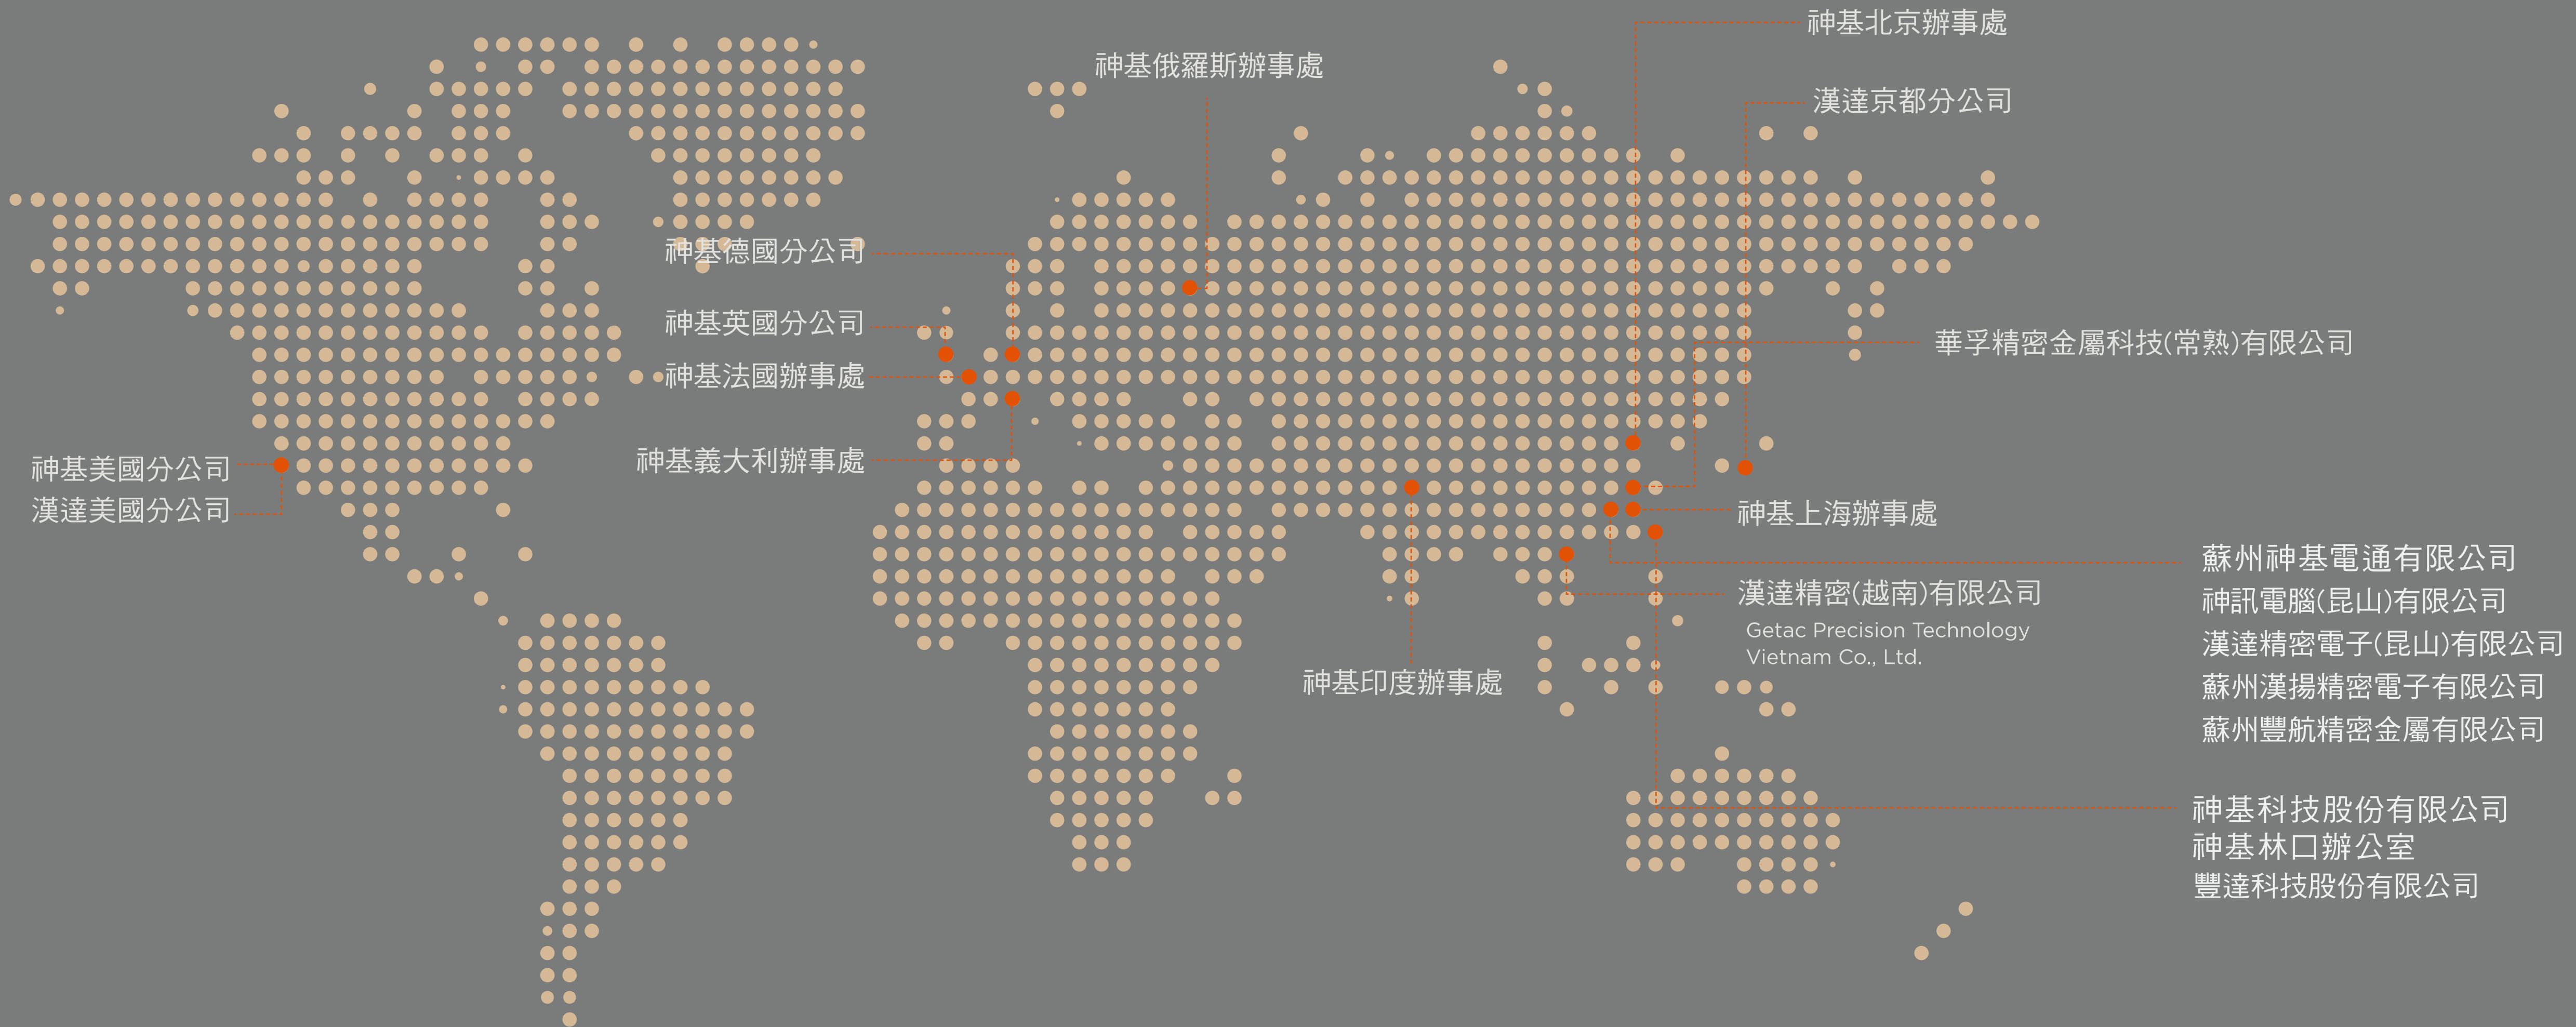 神基北京辦事處
神基俄羅斯辦事處
漢達京都分公司
神基德國分公司
神基英國分公司
華孚精密金屬科技(常熟)有限公司
神基法國辦事處
神基義大利辦事處
神基美國分公司
漢達美國分公司
神基上海辦事處
蘇州神基電通有限公司
神訊電腦(昆山)有限公司
漢達精密電子(昆山)有限公司
蘇州漢揚精密電子有限公司
蘇州豐航精密金屬有限公司
漢達精密(越南)有限公司
Getac Precision Technology
Vietnam Co., Ltd.
神基印度辦事處
神基科技股份有限公司
神基林口辦公室
豐達科技股份有限公司